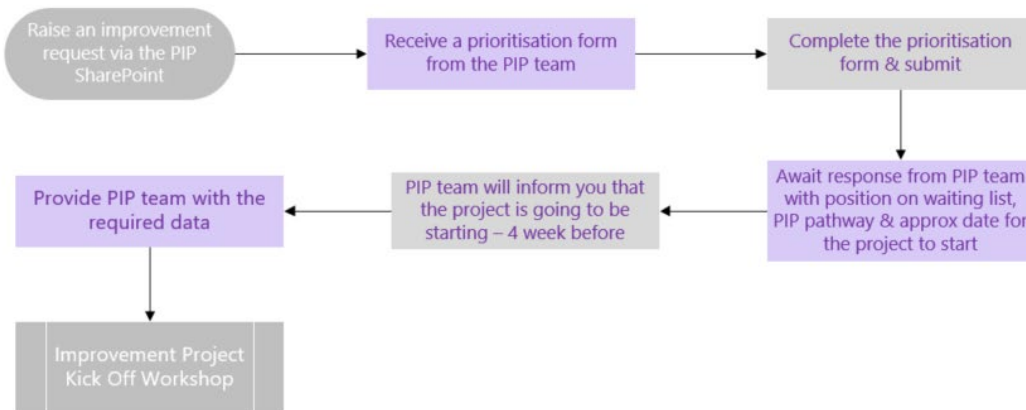 Raise an improvement
request via the PIP
SharePoint
Receive a prioritisation form
from the PIP team
Complete the prioritisation
form & submit
Await response from PIP team
with position on waiting list,
PIP pathway & approx date for
the project to start
PIP team will inform you that
the project is going to be
starting – 4 week before
Provide PIP team with the
required data
Improvement Project
Kick Off Workshop